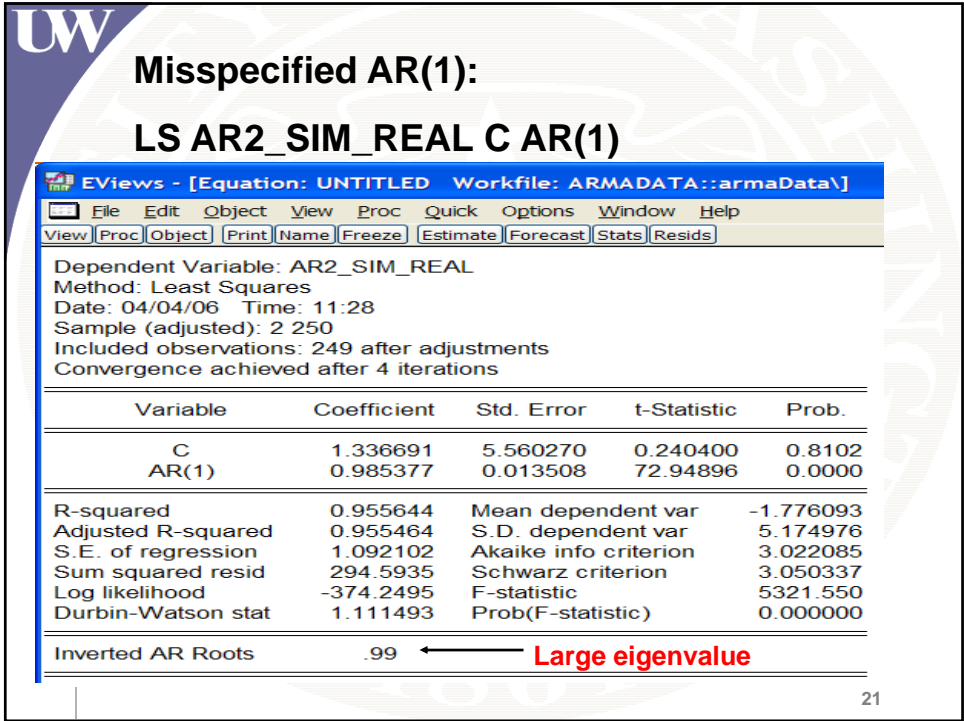 UW
Misspecified AR(1):
LS AR2_SIM_REAL C AR(1)
EViews - [Equation: UNTITLED Workfile: ARMADATA::armaData\]
File Edit Object View Proc Quick Options Window Help
View Proc Object Print Name Freeze Estimate Forecast Stats Resids
Dependent Variable: AR2_SIM_REAL
Method: Least Squares
Date: 04/04/06 Time: 11:28
Sample (adjusted): 2 250
Included observations: 249 after adjustments
Convergence achieved after 4 iterations
Variable Coefficient Std. Error t-Statistic Prob.
C 1.336691 5.560270 0.240400 0.8102
AR(1) 0.985377 0.013508 72.94896 0.0000
R-squared 0.955644 Mean dependent var -1.776093
Adjusted R-squared 0.955464 S.D. dependent var 5.174976
S.E. of regression 1.092102 Akaike info criterion 3.022085
Sum squared resid 294.5935 Schwarz criterion 3.050337
Log likelihood -374.2495 F-statistic 5321.550
Durbin-Watson stat 1.111493 Prob(F-statistic) 0.000000
Inverted AR Roots .99 Large eigenvalue
21